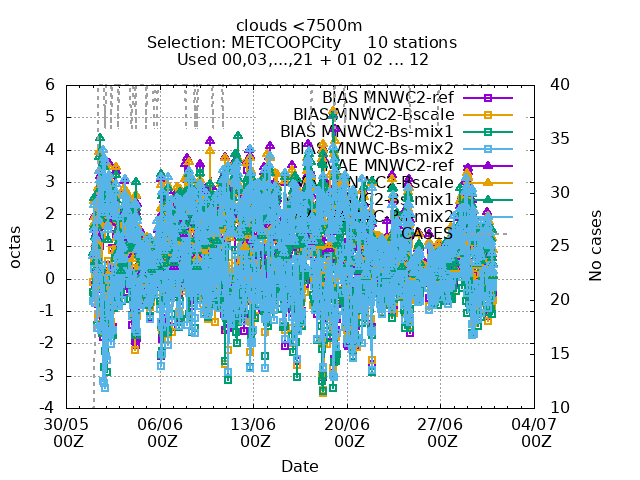 clouds <7500m
Selection: METCOOPCity 10 stations
Used 00,03,...,21 + 01 02 ... 12
octas
No cases
6
5
4
3
2
1
0
-1
-2
-3
-4
40
35
30
25
20
15
10
BIAS MNWC2-ref
BIAS MNWC2-Bscale
BIAS MNWC2-Bs-mix1
BIAS MNWC-Bs-mix2
MAE MNWC2-ref
CASES
30/05 06/06 13/06 20/06 27/06 04/07
00Z 00Z 00Z 00Z 00Z 00Z
Date